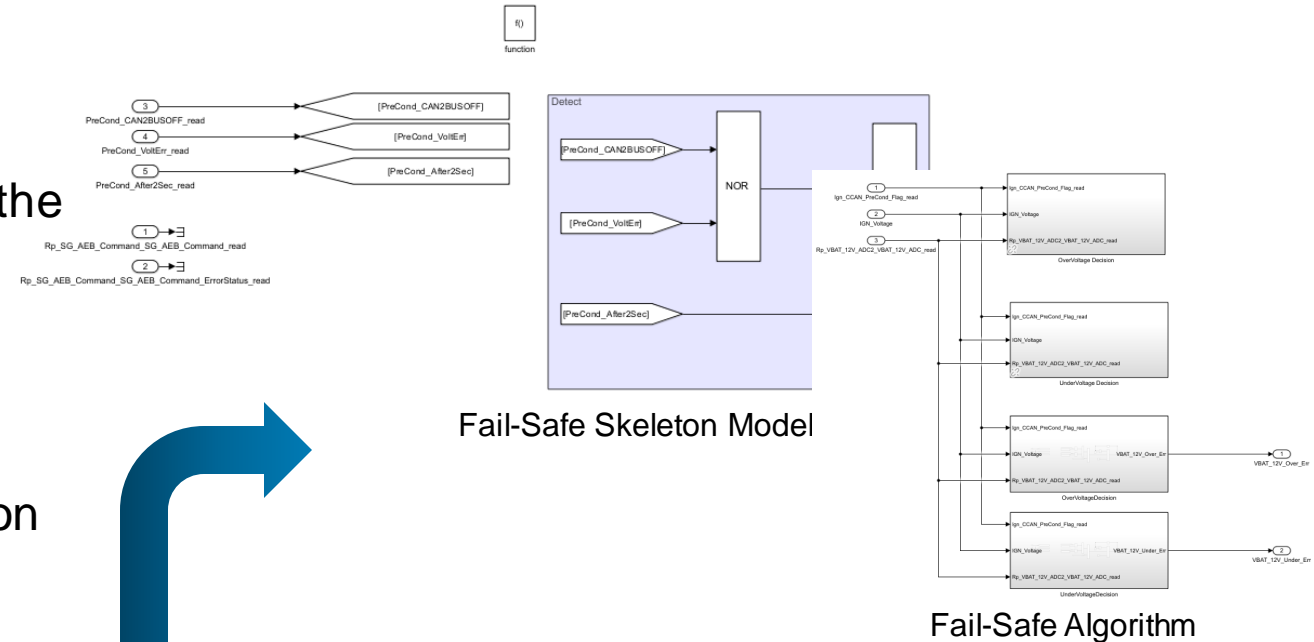 f()
function
3
[PreCond_CAN2BUSOFF]
PreCond_CAN2BUSOFF_read
4
[PreCond_VoltErr]
PreCond_VoltErr_read
5
[PreCond_After2Sec]
PreCond_After2Sec_read
the
1
Rp_SG_AEB_Command_SG_AEB_Command_read
2
Rp_SG_AEB_Command_SG_AEB_Command_ErrorStatus_read
on
Detect
[PreCond_CAN2BUSOFF]
NOR
[PreCond_VoltErr]
[PreCond_After2Sec]
Fail-Safe Skeleton Model
1
Ign_CCAN_PreCond_Flag_read
2
IGN_Voltage
3
Rp_VBAT_12V_ADC2_VBAT_12V_ADC_read
Ign_CCAN_PreCond_Flag_read
IGN_Voltage
Rp_VBAT_12V_ADC2_VBAT_12V_ADC_read
OverVoltage Decision
Ign_CCAN_PreCond_Flag_read
IGN_Voltage
Rp_VBAT_12V_ADC2_VBAT_12V_ADC_read
UnderVoltage Decision
Ign_CCAN_PreCond_Flag_read
IGN_Voltage
VBAT_12V_Over_Err
Rp_VBAT_12V_ADC2_VBAT_12V_ADC_read
OverVoltageDecision
1
VBAT_12V_Over_Err
Ign_CCAN_PreCond_Flag_read
IGN_Voltage
VBAT_12V_Under_Err
Rp_VBAT_12V_ADC2_VBAT_12V_ADC_read
UnderVoltageDecision
2
VBAT_12V_Under_Err
Fail-Safe Algorithm